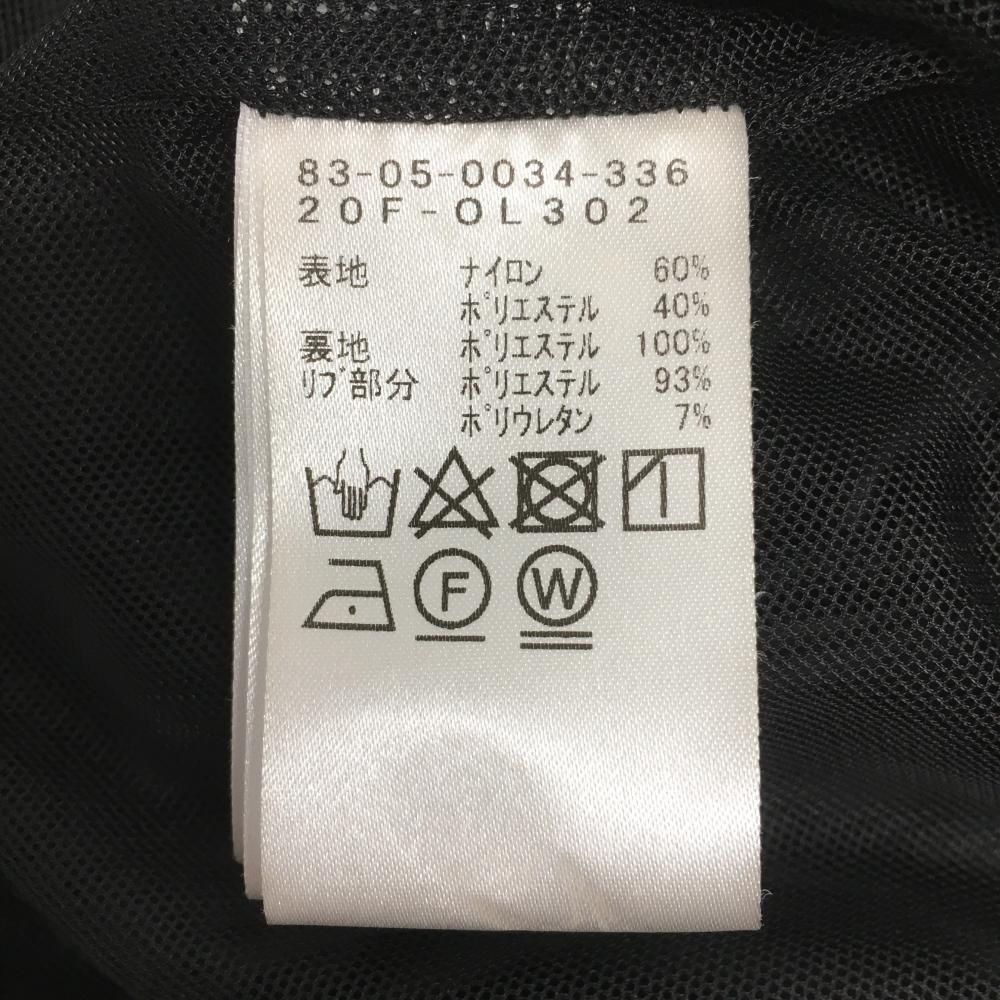 83-05-0034-336
20F-OL302
表地 ナイロン 60%
ポリエステル 40%
裏地 ポリエステル 100%
リブ部分 ポリエステル 93%
ポリウレタン 7%
F W